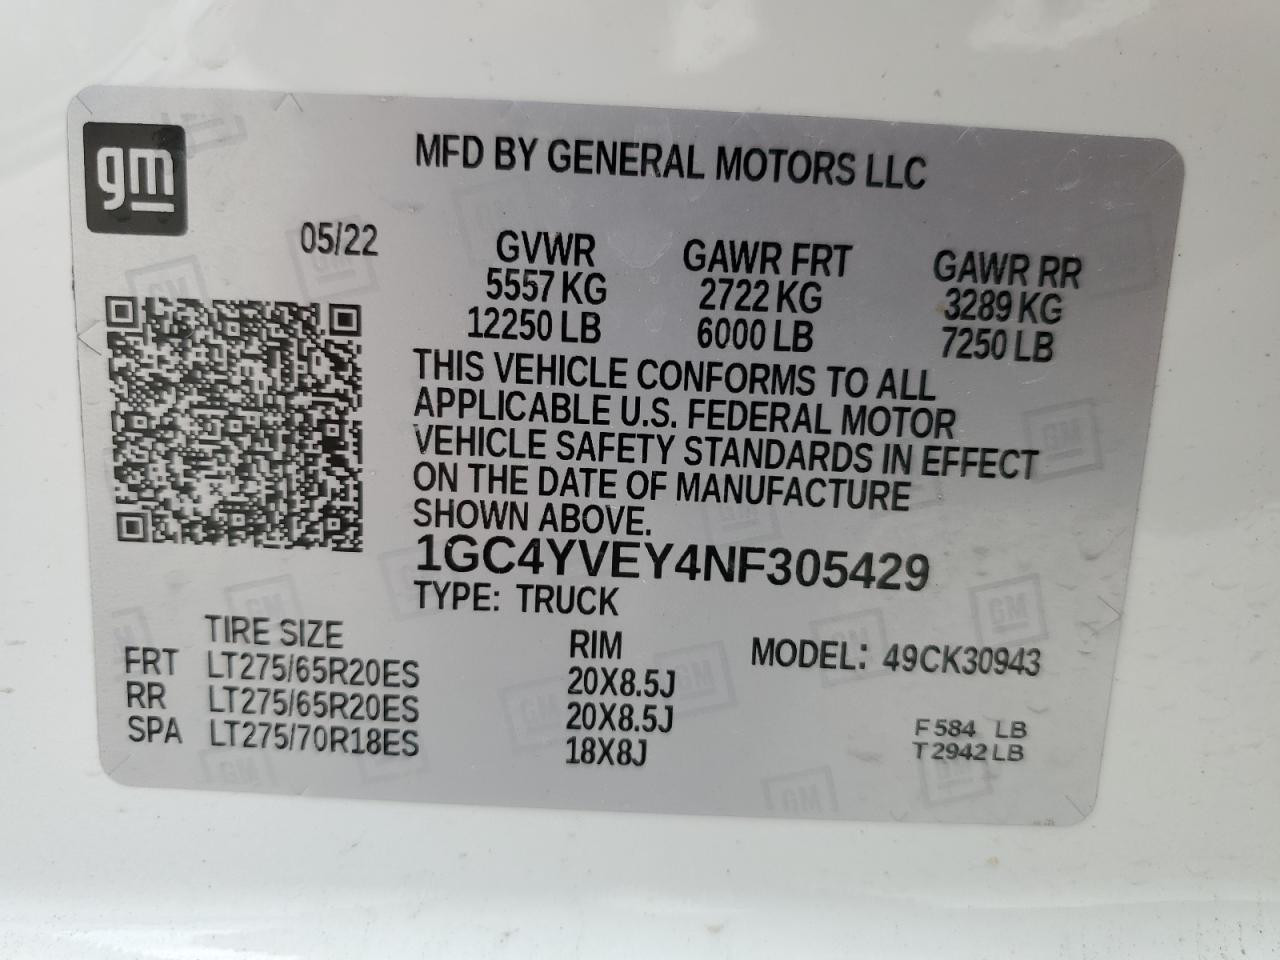 gm
MFD BY GENERAL MOTORS LLC
05/22
GVWR GAWR FRT GAWR RR
5557 KG 2722 KG 3289 KG
12250 LB 6000 LB 7250 LB
THIS VEHICLE CONFORMS TO ALL
APPLICABLE U.S. FEDERAL MOTOR
VEHICLE SAFETY STANDARDS IN EFFECT
ON THE DATE OF MANUFACTURE
SHOWN ABOVE.
1GC4YVEY4NF305429
TYPE: TRUCK
TIRE SIZE RIM MODEL: 49CK30943
FRT LT275/65R20ES 20X8.5J
RR LT275/65R20ES 20X8.5J
SPA LT275/70R18ES 18X8J
F 584 LB
T 2942 LB